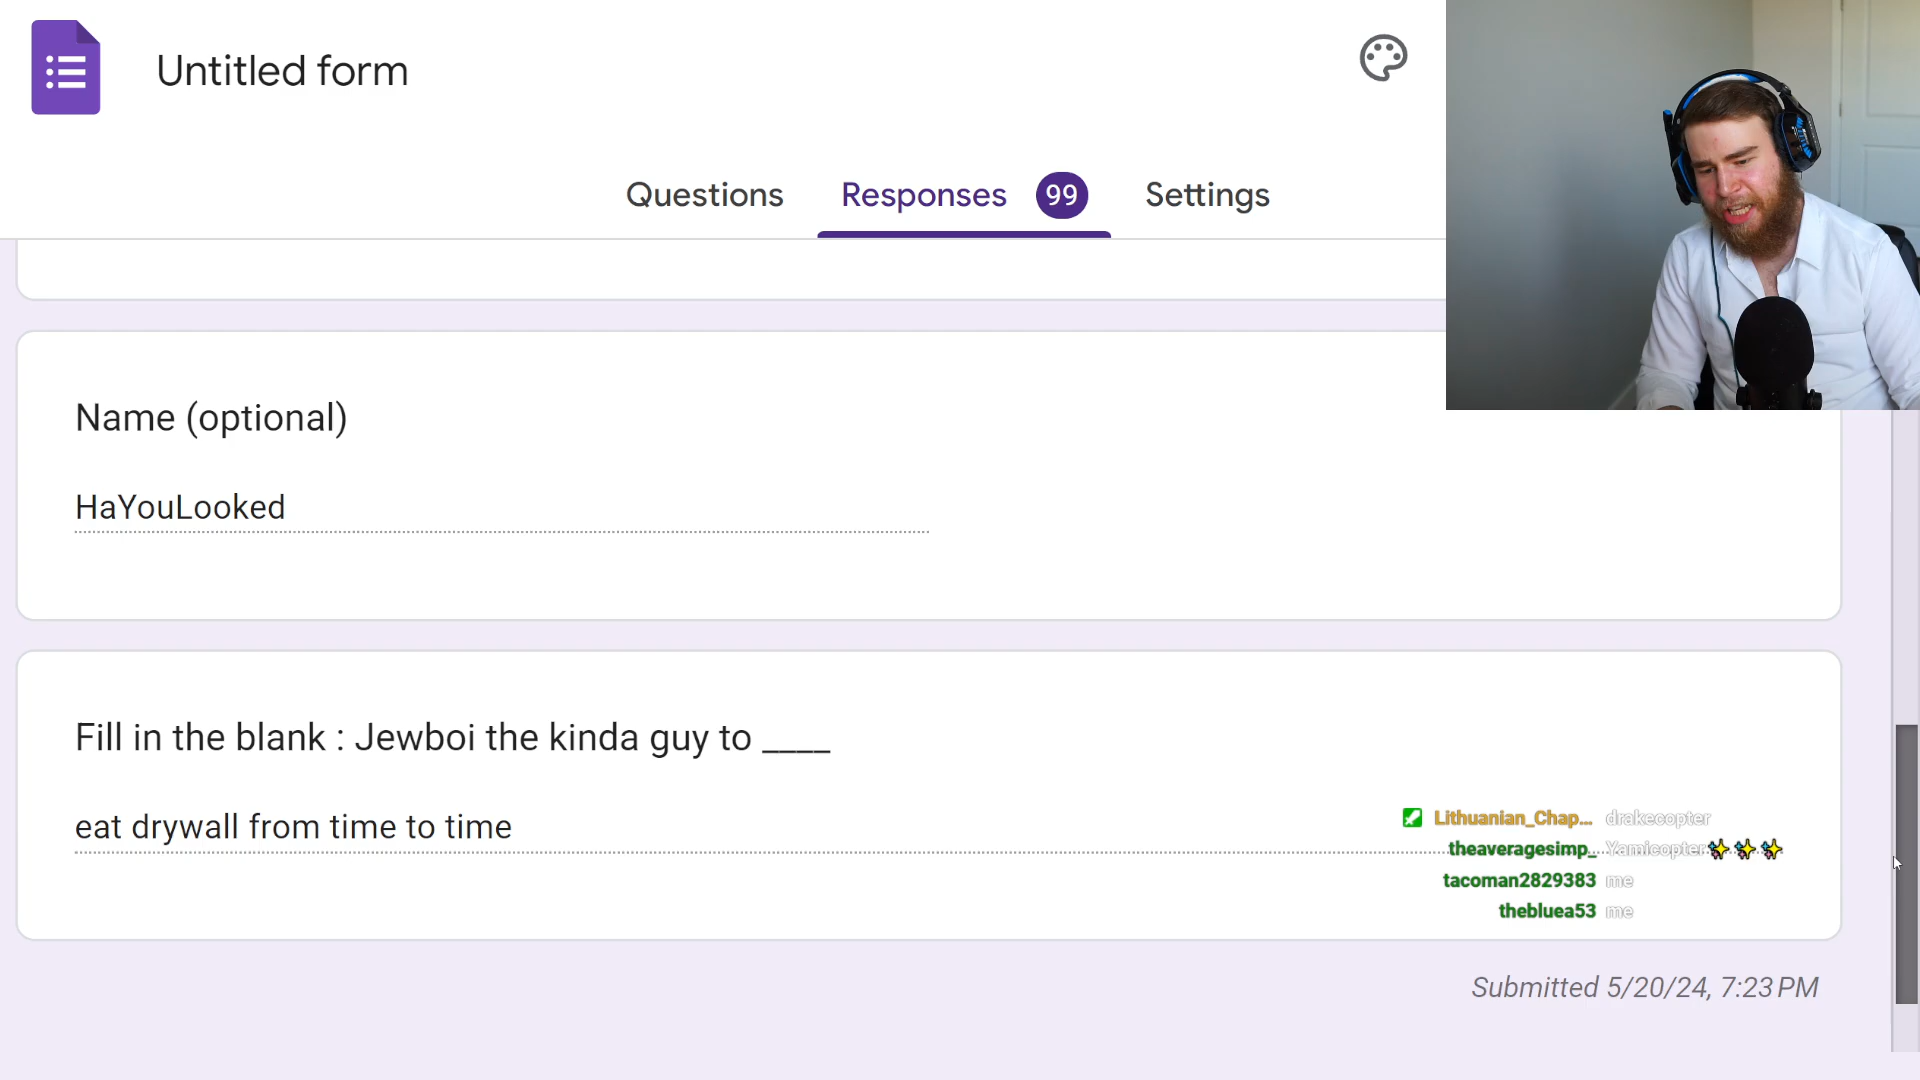 Untitled form
Questions
Responses 99
Settings
Name (optional)
HaYouLooked
Fill in the blank : Jewboi the kinda guy to ____
eat drywall from time to time
Lithuanian_Chap... drakecopter
theaveragesimp_ Yamicopter
tacoman2829383 me
thebluea53 me
Submitted 5/20/24, 7:23 PM